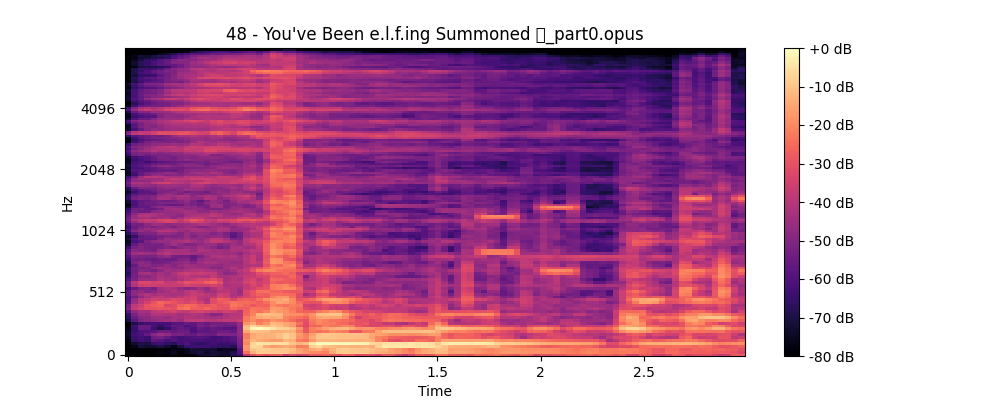 48 - You've Been e.l.f.ing Summoned _part0.opus
+0 dB
-10 dB
-20 dB
-30 dB
-40 dB
-50 dB
-60 dB
-70 dB
-80 dB
4096
2048
1024
512
0
Hz
0 0.5 1 1.5 2 2.5
Time